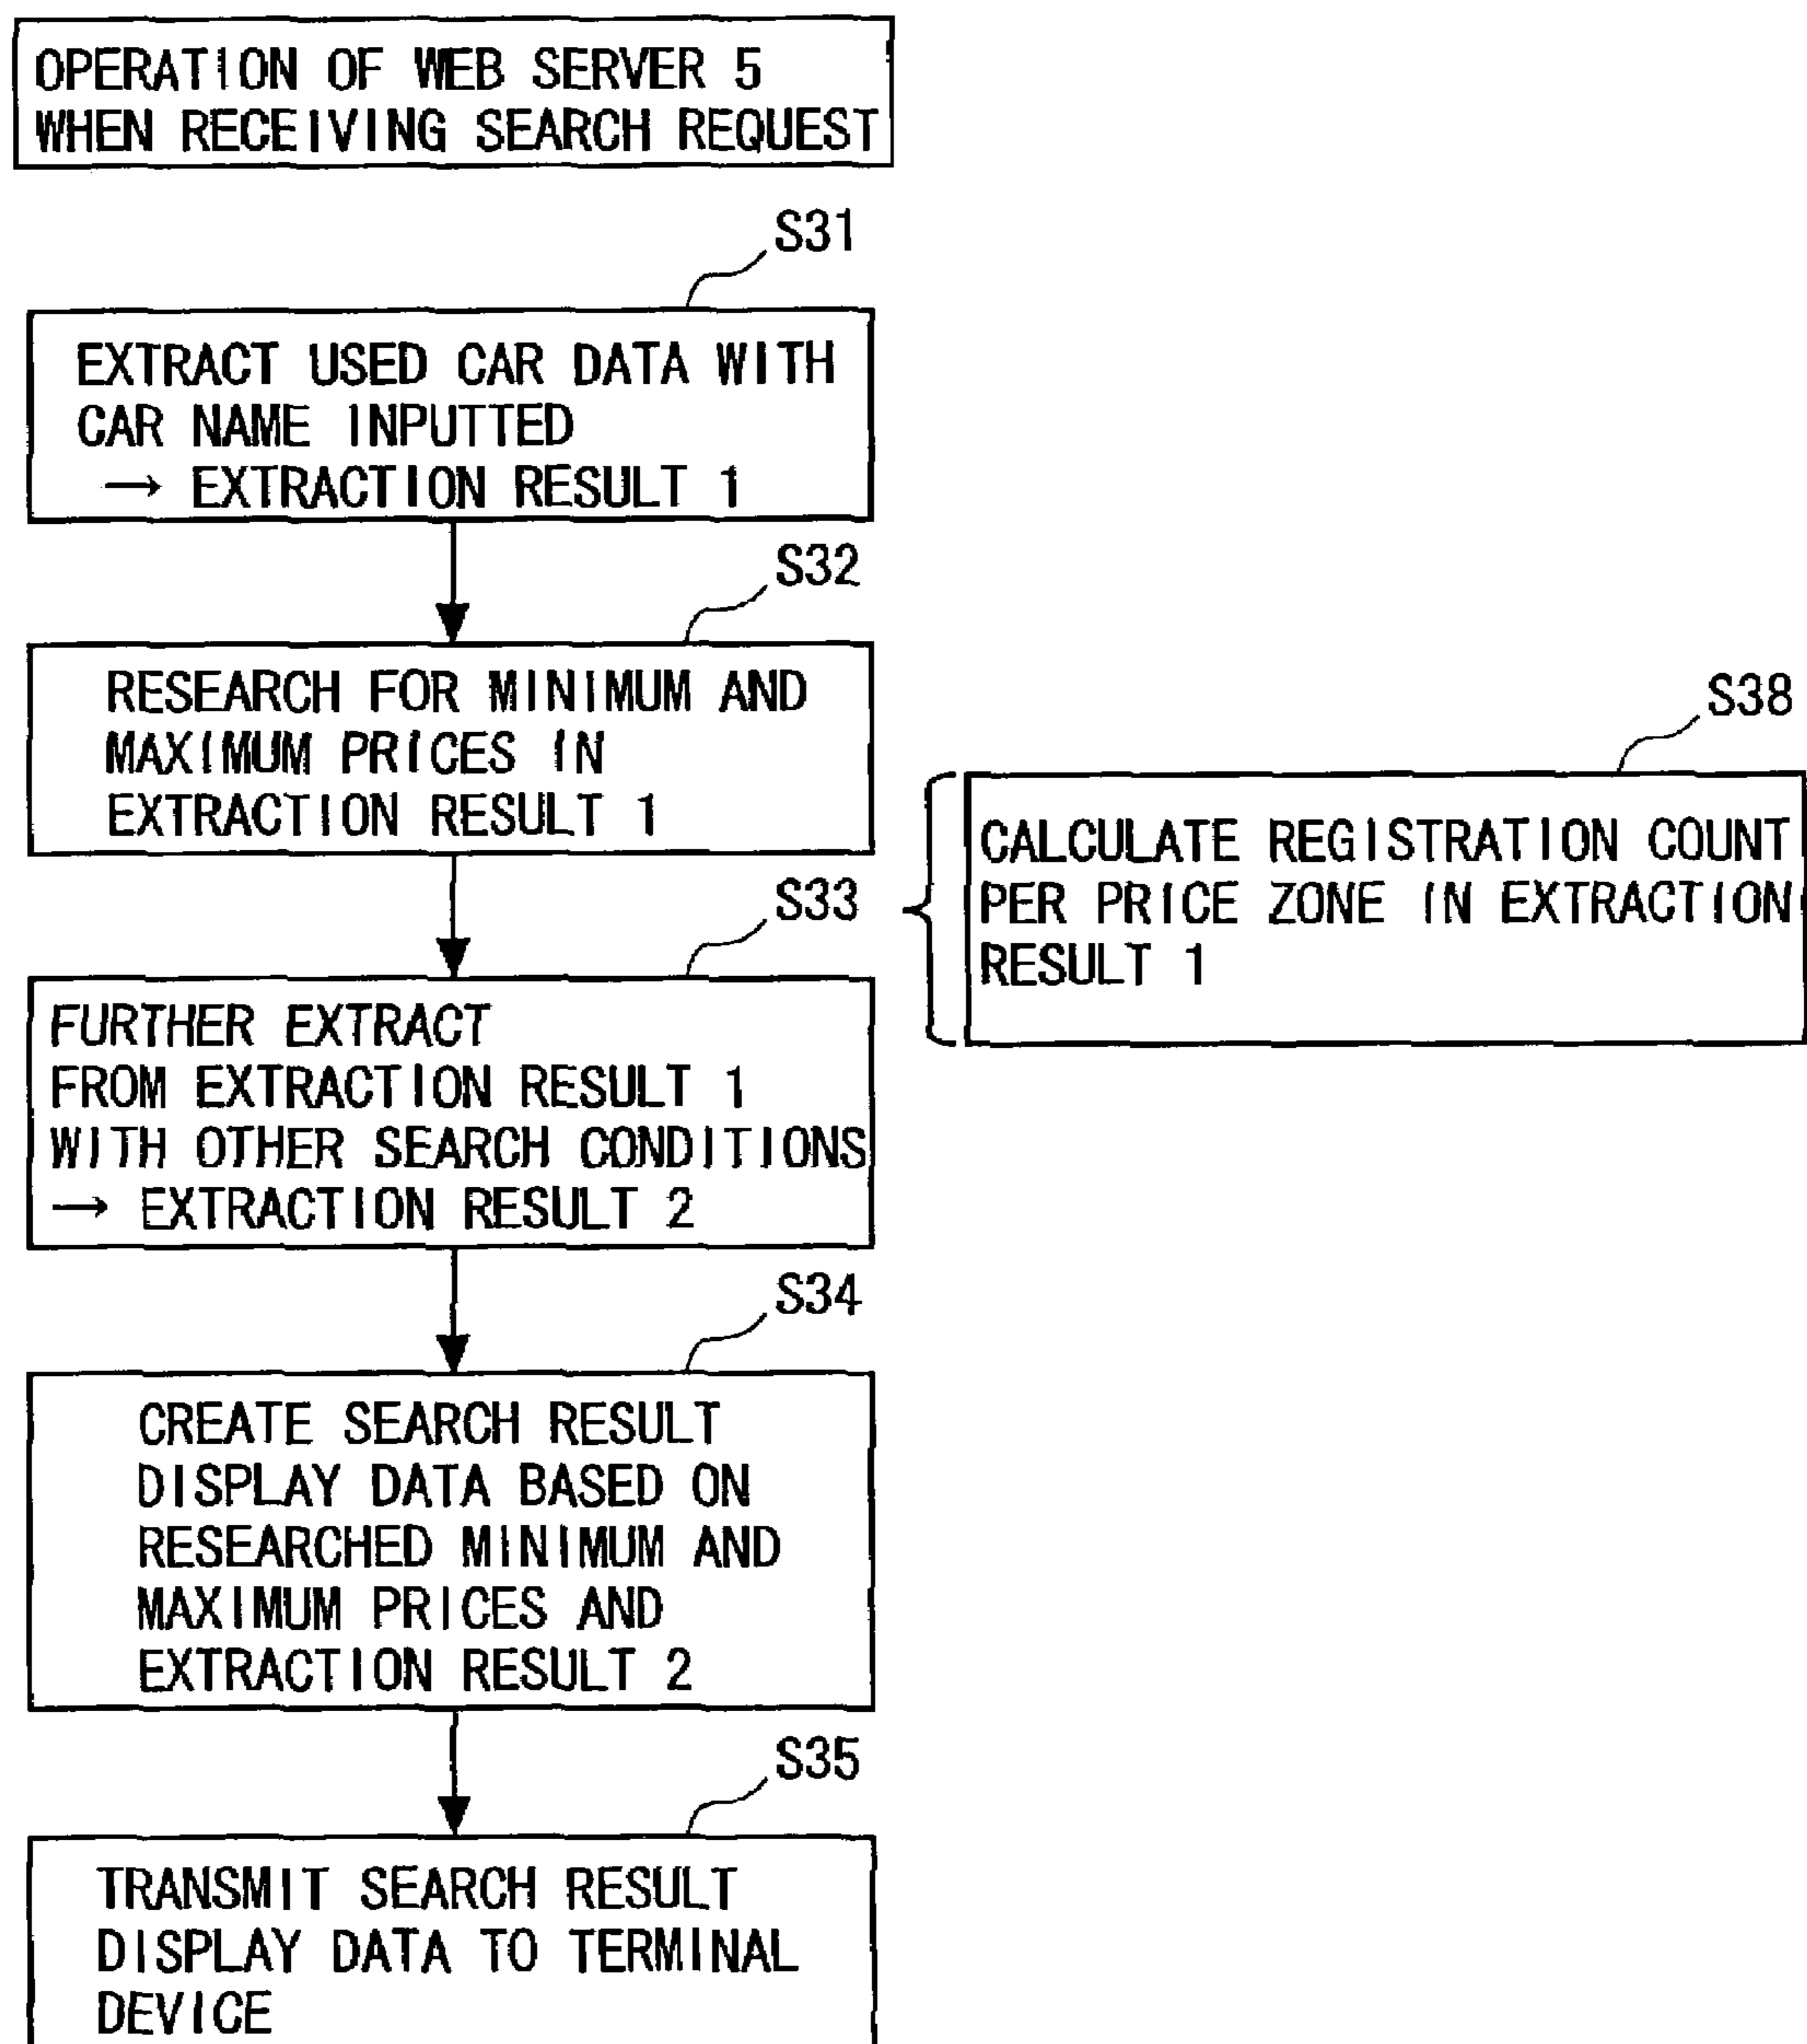 OPERATION OF WEB SERVER 5
WHEN RECEIVING SEARCH REQUEST
S31
EXTRACT USED CAR DATA WITH
CAR NAME INPUTTED
→ EXTRACTION RESULT 1
S32
RESEARCH FOR MINIMUM AND
MAXIMUM PRICES IN
EXTRACTION RESULT 1
S38
CALCULATE REGISTRATION COUNT
PER PRICE ZONE IN EXTRACTION
RESULT 1
S33
FURTHER EXTRACT
FROM EXTRACTION RESULT 1
WITH OTHER SEARCH CONDITIONS
→ EXTRACTION RESULT 2
S34
CREATE SEARCH RESULT
DISPLAY DATA BASED ON
RESEARCHED MINIMUM AND
MAXIMUM PRICES AND
EXTRACTION RESULT 2
S35
TRANSMIT SEARCH RESULT
DISPLAY DATA TO TERMINAL
DEVICE